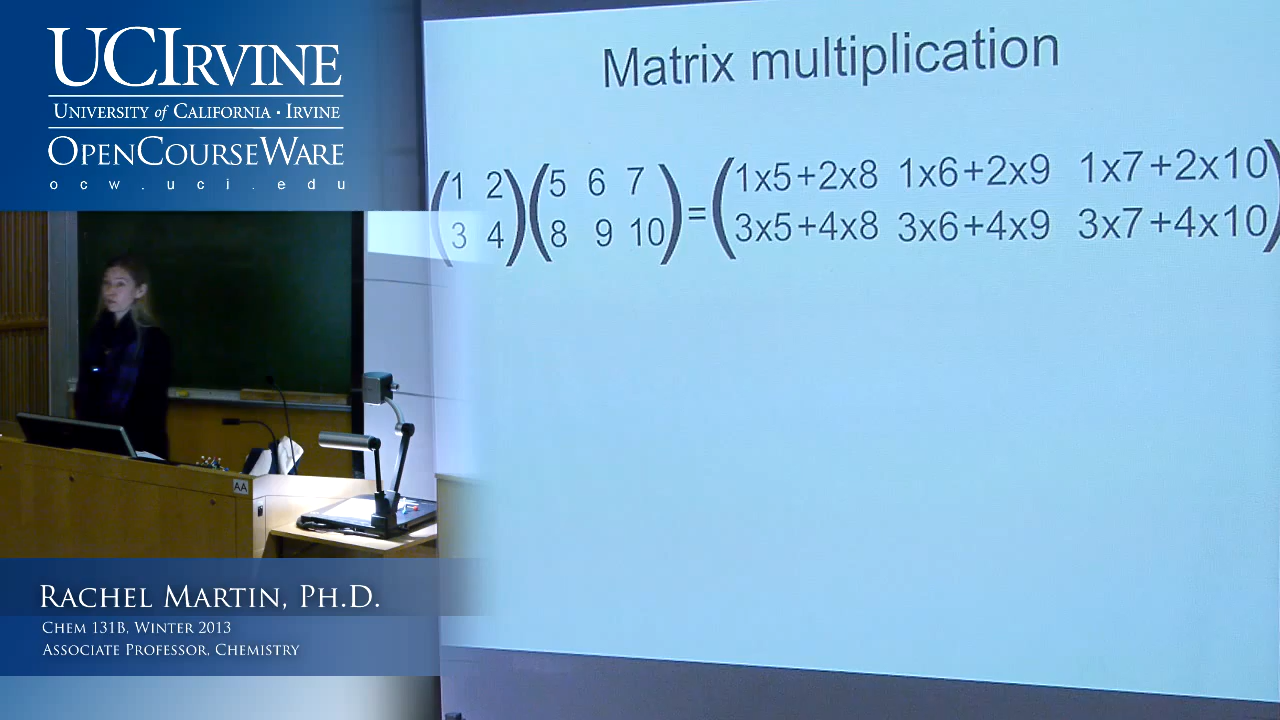 UCIRVINE
UNIVERSITY of CALIFORNIA · IRVINE
OPENCOURSEWARE
ocw.uci.edu
Matrix multiplication
(1 2)(5 6 7) = (1x5+2x8 1x6+2x9 1x7+2x10)
(3 4)(8 9 10) (3x5+4x8 3x6+4x9 3x7+4x10)
AA
RACHEL MARTIN, PH.D.
CHEM 131B, WINTER 2013
ASSOCIATE PROFESSOR, CHEMISTRY